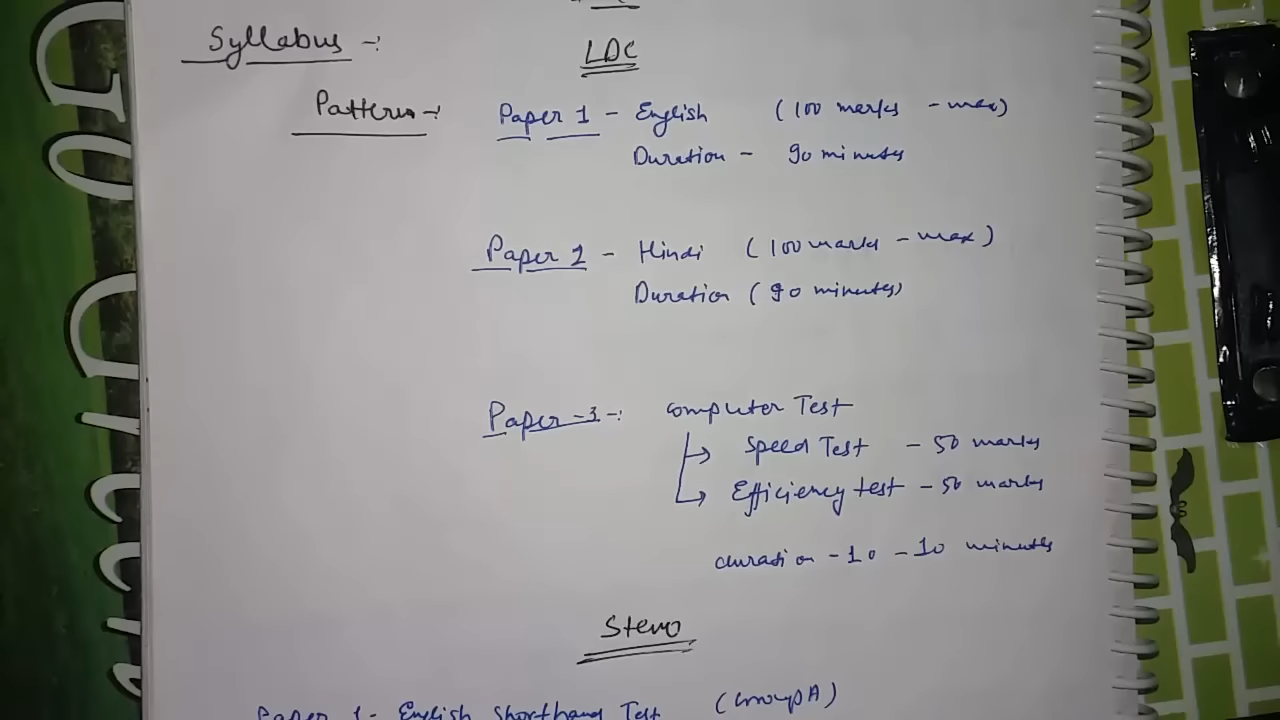 Syllabus -:
LDC
Pattern -:
Paper 1 - English (100 marks - max)
Duration - 90 minutes
Paper 2 - Hindi (100 marks - max)
Duration (90 minutes)
Paper -3 -: Computer Test
Speed Test - 50 marks
Efficiency test - 50 marks
duration - 10 - 10 minutes
Steno
Paper 1 - English Shorthand Test (Group A)